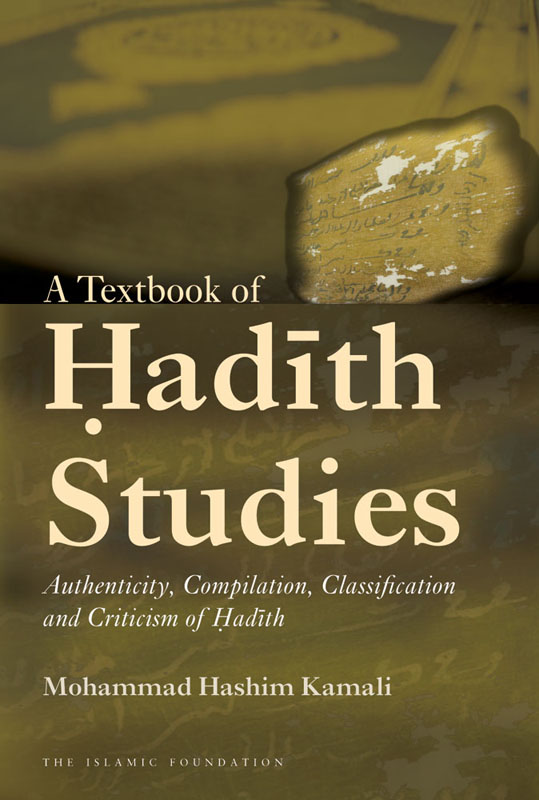 A Textbook of
Ḥadīth
Studies
Authenticity, Compilation, Classification
and Criticism of Ḥadīth
Mohammad Hashim Kamali
THE ISLAMIC FOUNDATION